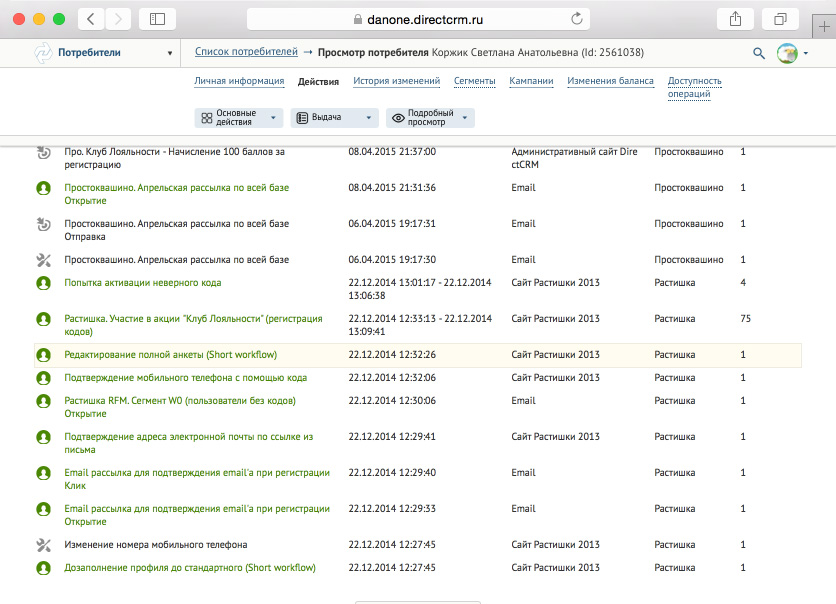 danone.directcrm.ru
Потребители
Список потребителей → Просмотр потребителя Коржик Светлана Анатольевна (Id: 2561038)
Личная информация Действия История изменений Сегменты Кампании Изменения баланса Доступность
операций
Основные
действия
Выдача
Подробный
просмотр
Про. Клуб Лояльности - Начисление 100 баллов за 08.04.2015 21:37:00 Административный сайт Dire Простоквашино 1
регистрацию ctCRM
Простоквашино. Апрельская рассылка по всей базе 08.04.2015 21:31:36 Email Простоквашино 1
Открытие
Простоквашино. Апрельская рассылка по всей базе 06.04.2015 19:17:31 Email Простоквашино 1
Отправка
Простоквашино. Апрельская рассылка по всей базе 06.04.2015 19:17:30 Email Простоквашино 1
Попытка активации неверного кода 22.12.2014 13:01:17 - 22.12.2014 Сайт Растишки 2013 Растишка 4
13:06:38
Растишка. Участие в акции "Клуб Лояльности" (регистрация 22.12.2014 12:33:13 - 22.12.2014 Сайт Растишки 2013 Растишка 75
кодов) 13:09:41
Редактирование полной анкеты (Short workflow) 22.12.2014 12:32:26 Сайт Растишки 2013 Растишка 1
Подтверждение мобильного телефона с помощью кода 22.12.2014 12:32:06 Сайт Растишки 2013 Растишка 1
Растишка RFM. Сегмент W0 (пользователи без кодов) 22.12.2014 12:30:06 Email Растишка 1
Открытие
Подтверждение адреса электронной почты по ссылке из 22.12.2014 12:29:41 Сайт Растишки 2013 Растишка 1
письма
Email рассылка для подтверждения email'а при регистрации 22.12.2014 12:29:40 Email Растишка 1
Клик
Email рассылка для подтверждения email'а при регистрации 22.12.2014 12:29:33 Email Растишка 1
Открытие
Изменение номера мобильного телефона 22.12.2014 12:27:45 Сайт Растишки 2013 Растишка 1
Дозаполнение профиля до стандартного (Short workflow) 22.12.2014 12:27:45 Сайт Растишки 2013 Растишка 1